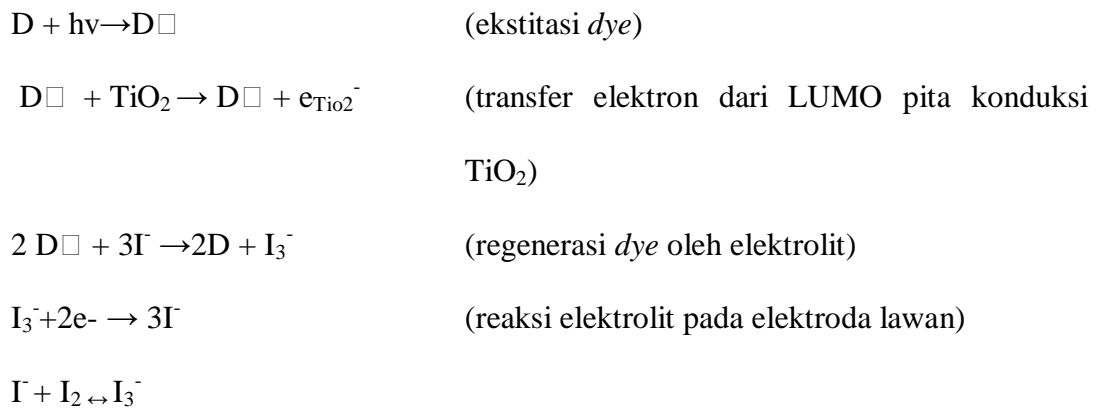 D + hv→D□ (ekstitasi dye)
D□ + TiO₂ → D□ + e_Tio2⁻ (transfer elektron dari LUMO pita konduksi
TiO₂)
2 D□ + 3I⁻ →2D + I₃⁻ (regenerasi dye oleh elektrolit)
I₃⁻+2e- → 3I⁻ (reaksi elektrolit pada elektroda lawan)
I⁻ + I₂ ↔ I₃⁻